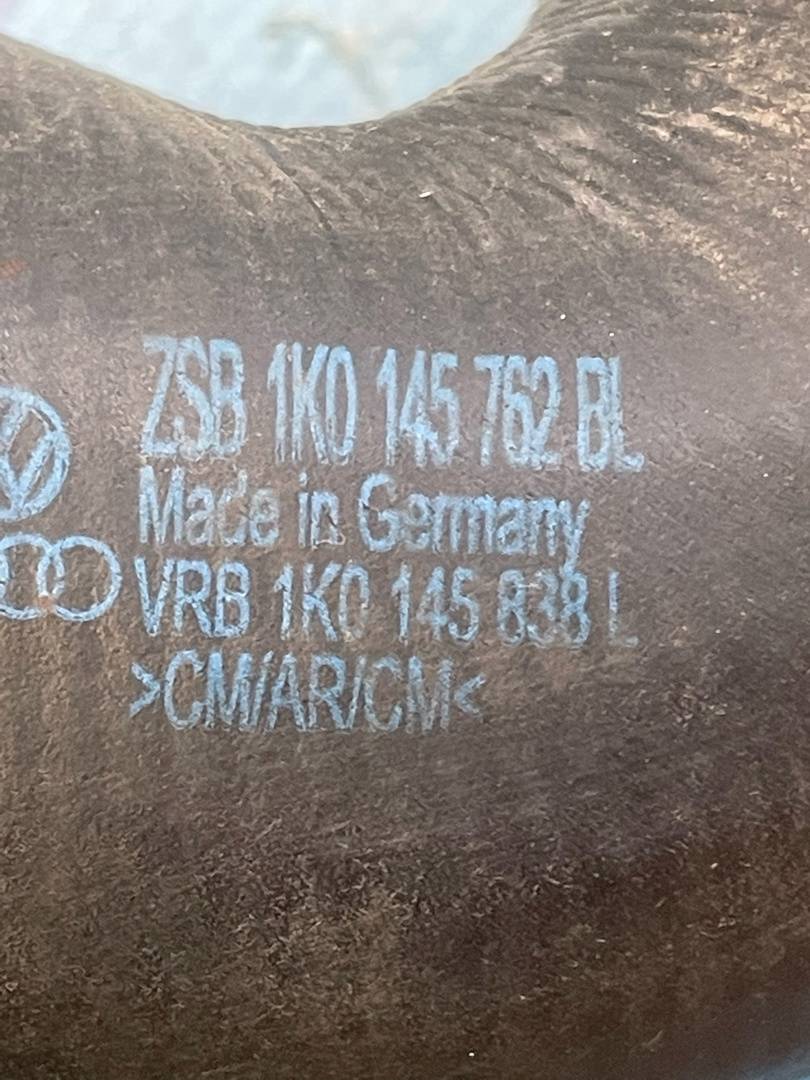 ZSB 1K0 145 762 BL
Made in Germany
VRB 1K0 145 838 L
>CM/AR/CM<